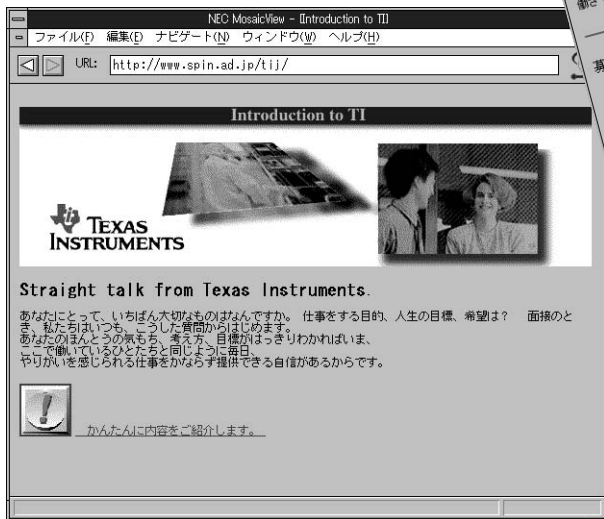 NEC MosaicView - [Introduction to TI]
ファイル(F) 編集(E) ナビゲート(N) ウィンドウ(W) ヘルプ(H)
URL: http://www.spin.ad.jp/tij/
Introduction to TI
TEXAS
INSTRUMENTS
Straight talk from Texas Instruments.
あなたにとって、いちばん大切なものはなんですか。 仕事をする目的、人生の目標、希望は？ 面接のと
き、私たちはいつも、こうした質問からはじめます。
あなたのほんとうの気もち、考え方、目標がはっきりわかればいま、
ここで働いているひとたちと同じように毎日、
やりがいを感じられる仕事をかならず提供できる自信があるからです。
かんたんに内容をご紹介します。
働き
募